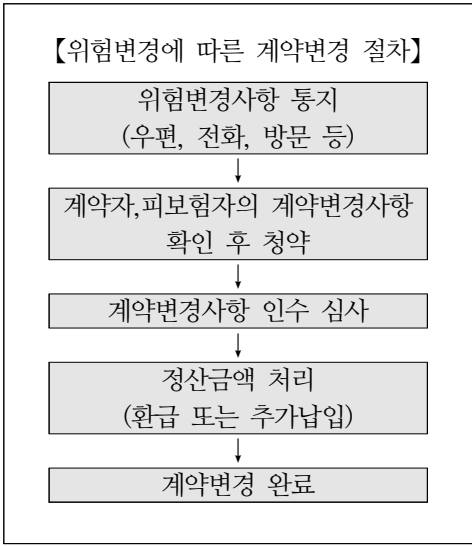 【위험변경에 따른 계약변경 절차】
위험변경사항 통지
(우편, 전화, 방문 등)
계약자,피보험자의 계약변경사항
확인 후 청약
계약변경사항 인수 심사
정산금액 처리
(환급 또는 추가납입)
계약변경 완료